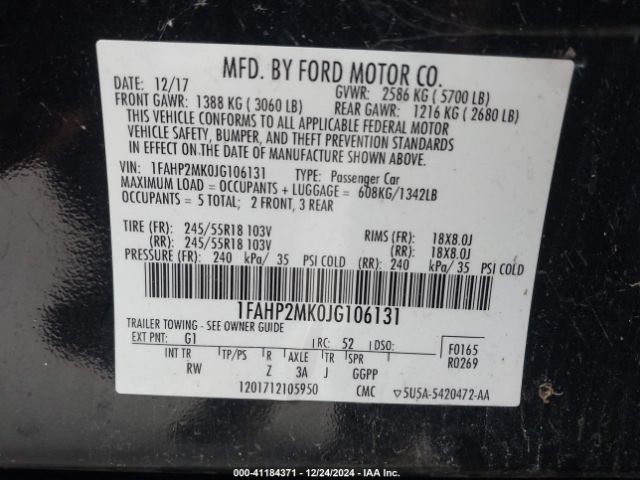 MFD. BY FORD MOTOR CO.
DATE: 12/17 GVWR: 2586 KG ( 5700 LB)
FRONT GAWR: 1388 KG ( 3060 LB) REAR GAWR: 1216 KG ( 2680 LB)
THIS VEHICLE CONFORMS TO ALL APPLICABLE FEDERAL MOTOR
VEHICLE SAFETY, BUMPER, AND THEFT PREVENTION STANDARDS
IN EFFECT ON THE DATE OF MANUFACTURE SHOWN ABOVE.
VIN: 1FAHP2MK0JG106131 TYPE: Passenger Car
MAXIMUM LOAD = OCCUPANTS + LUGGAGE = 608KG/1342LB
OCCUPANTS = 5 TOTAL; 2 FRONT, 3 REAR
TIRE (FR): 245/55R18 103V RIMS (FR): 18X8.0J
(RR): 245/55R18 103V (RR): 18X8.0J
PRESSURE (FR): 240 kPa/ 35 PSI COLD (RR): 240 kPa/ 35 PSI COLD
1FAHP2MK0JG106131
TRAILER TOWING - SEE OWNER GUIDE
EXT PNT: G1 RC: 52 DSO: F0165
INT TR TP/PS R AXLE TR SPR R0269
RW Z 3A J GGPP
1201712105950 CMC ▽5U5A-5420472-AA
000-41184371 - 12/24/2024 - IAA Inc.